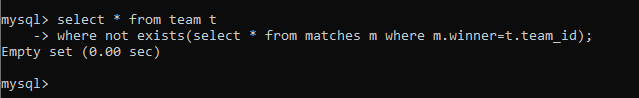 mysql> select * from team t
    -> where not exists(select * from matches m where m.winner=t.team_id);
Empty set (0.00 sec)
mysql>